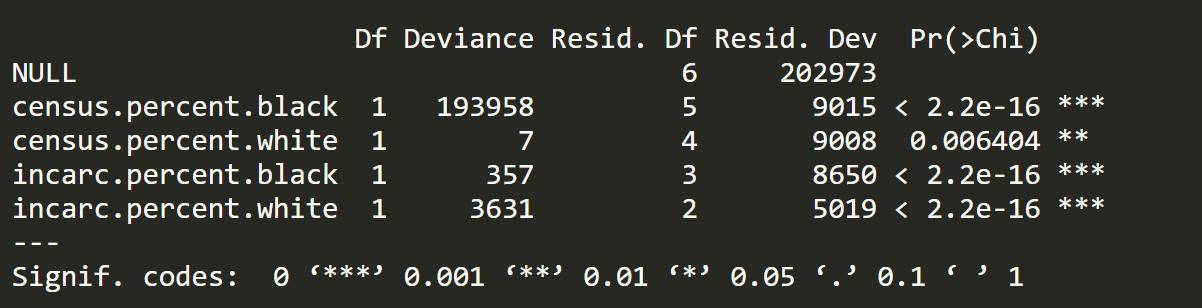 Df Deviance Resid. Df Resid. Dev  Pr(>Chi)
NULL                                     6     202973
census.percent.black  1   193958         5       9015 < 2.2e-16 ***
census.percent.white  1        7         4       9008  0.006404 **
incarc.percent.black  1      357         3       8650 < 2.2e-16 ***
incarc.percent.white  1     3631         2       5019 < 2.2e-16 ***
---
Signif. codes:  0 ‘***’ 0.001 ‘**’ 0.01 ‘*’ 0.05 ‘.’ 0.1 ‘ ’ 1